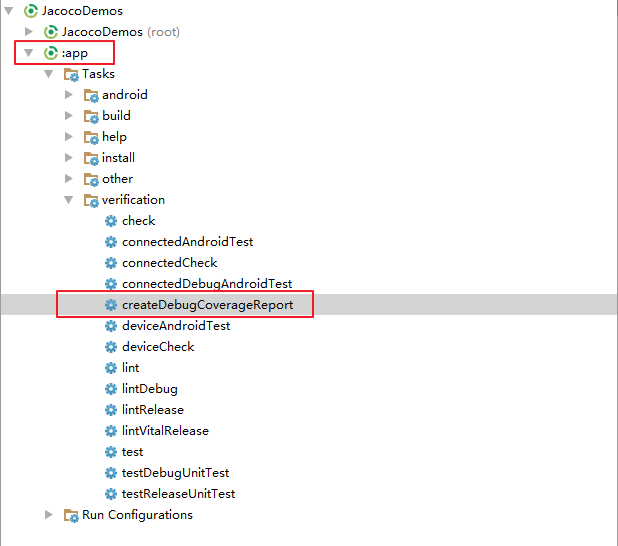 JacocoDemos
JacocoDemos (root)
:app
Tasks
android
build
help
install
other
verification
check
connectedAndroidTest
connectedCheck
connectedDebugAndroidTest
createDebugCoverageReport
deviceAndroidTest
deviceCheck
lint
lintDebug
lintRelease
lintVitalRelease
test
testDebugUnitTest
testReleaseUnitTest
Run Configurations